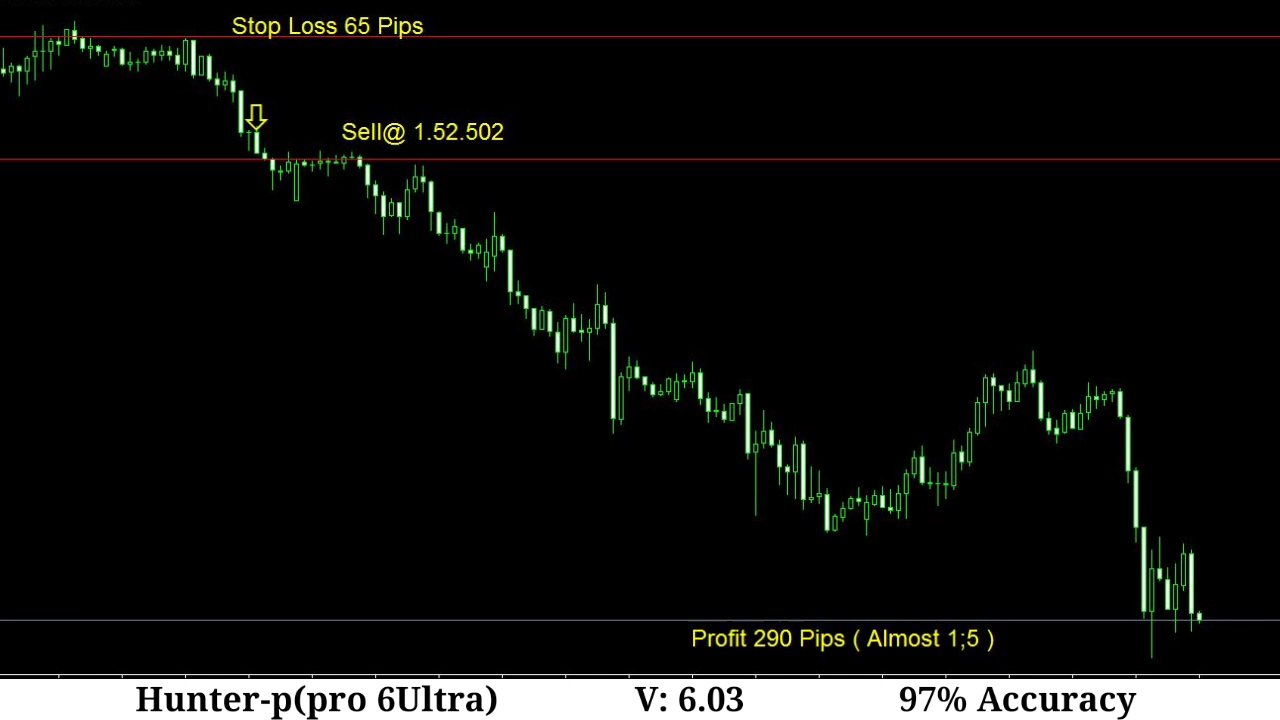 Stop Loss 65 Pips
Sell@ 1.52.502
Profit 290 Pips ( Almost 1;5 )
Hunter-p(pro 6Ultra) V: 6.03 97% Accuracy